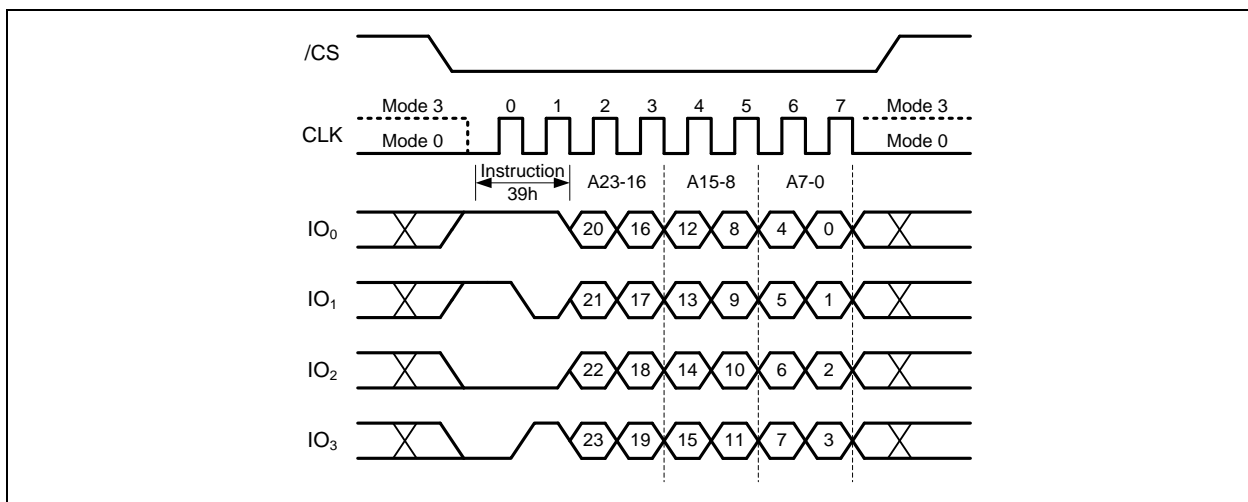 /CS
Mode 3 0 1 2 3 4 5 6 7 Mode 3
CLK
Mode 0 Mode 0
Instruction A23-16 A15-8 A7-0
39h
IO₀ 20 16 12 8 4 0
IO₁ 21 17 13 9 5 1
IO₂ 22 18 14 10 6 2
IO₃ 23 19 15 11 7 3